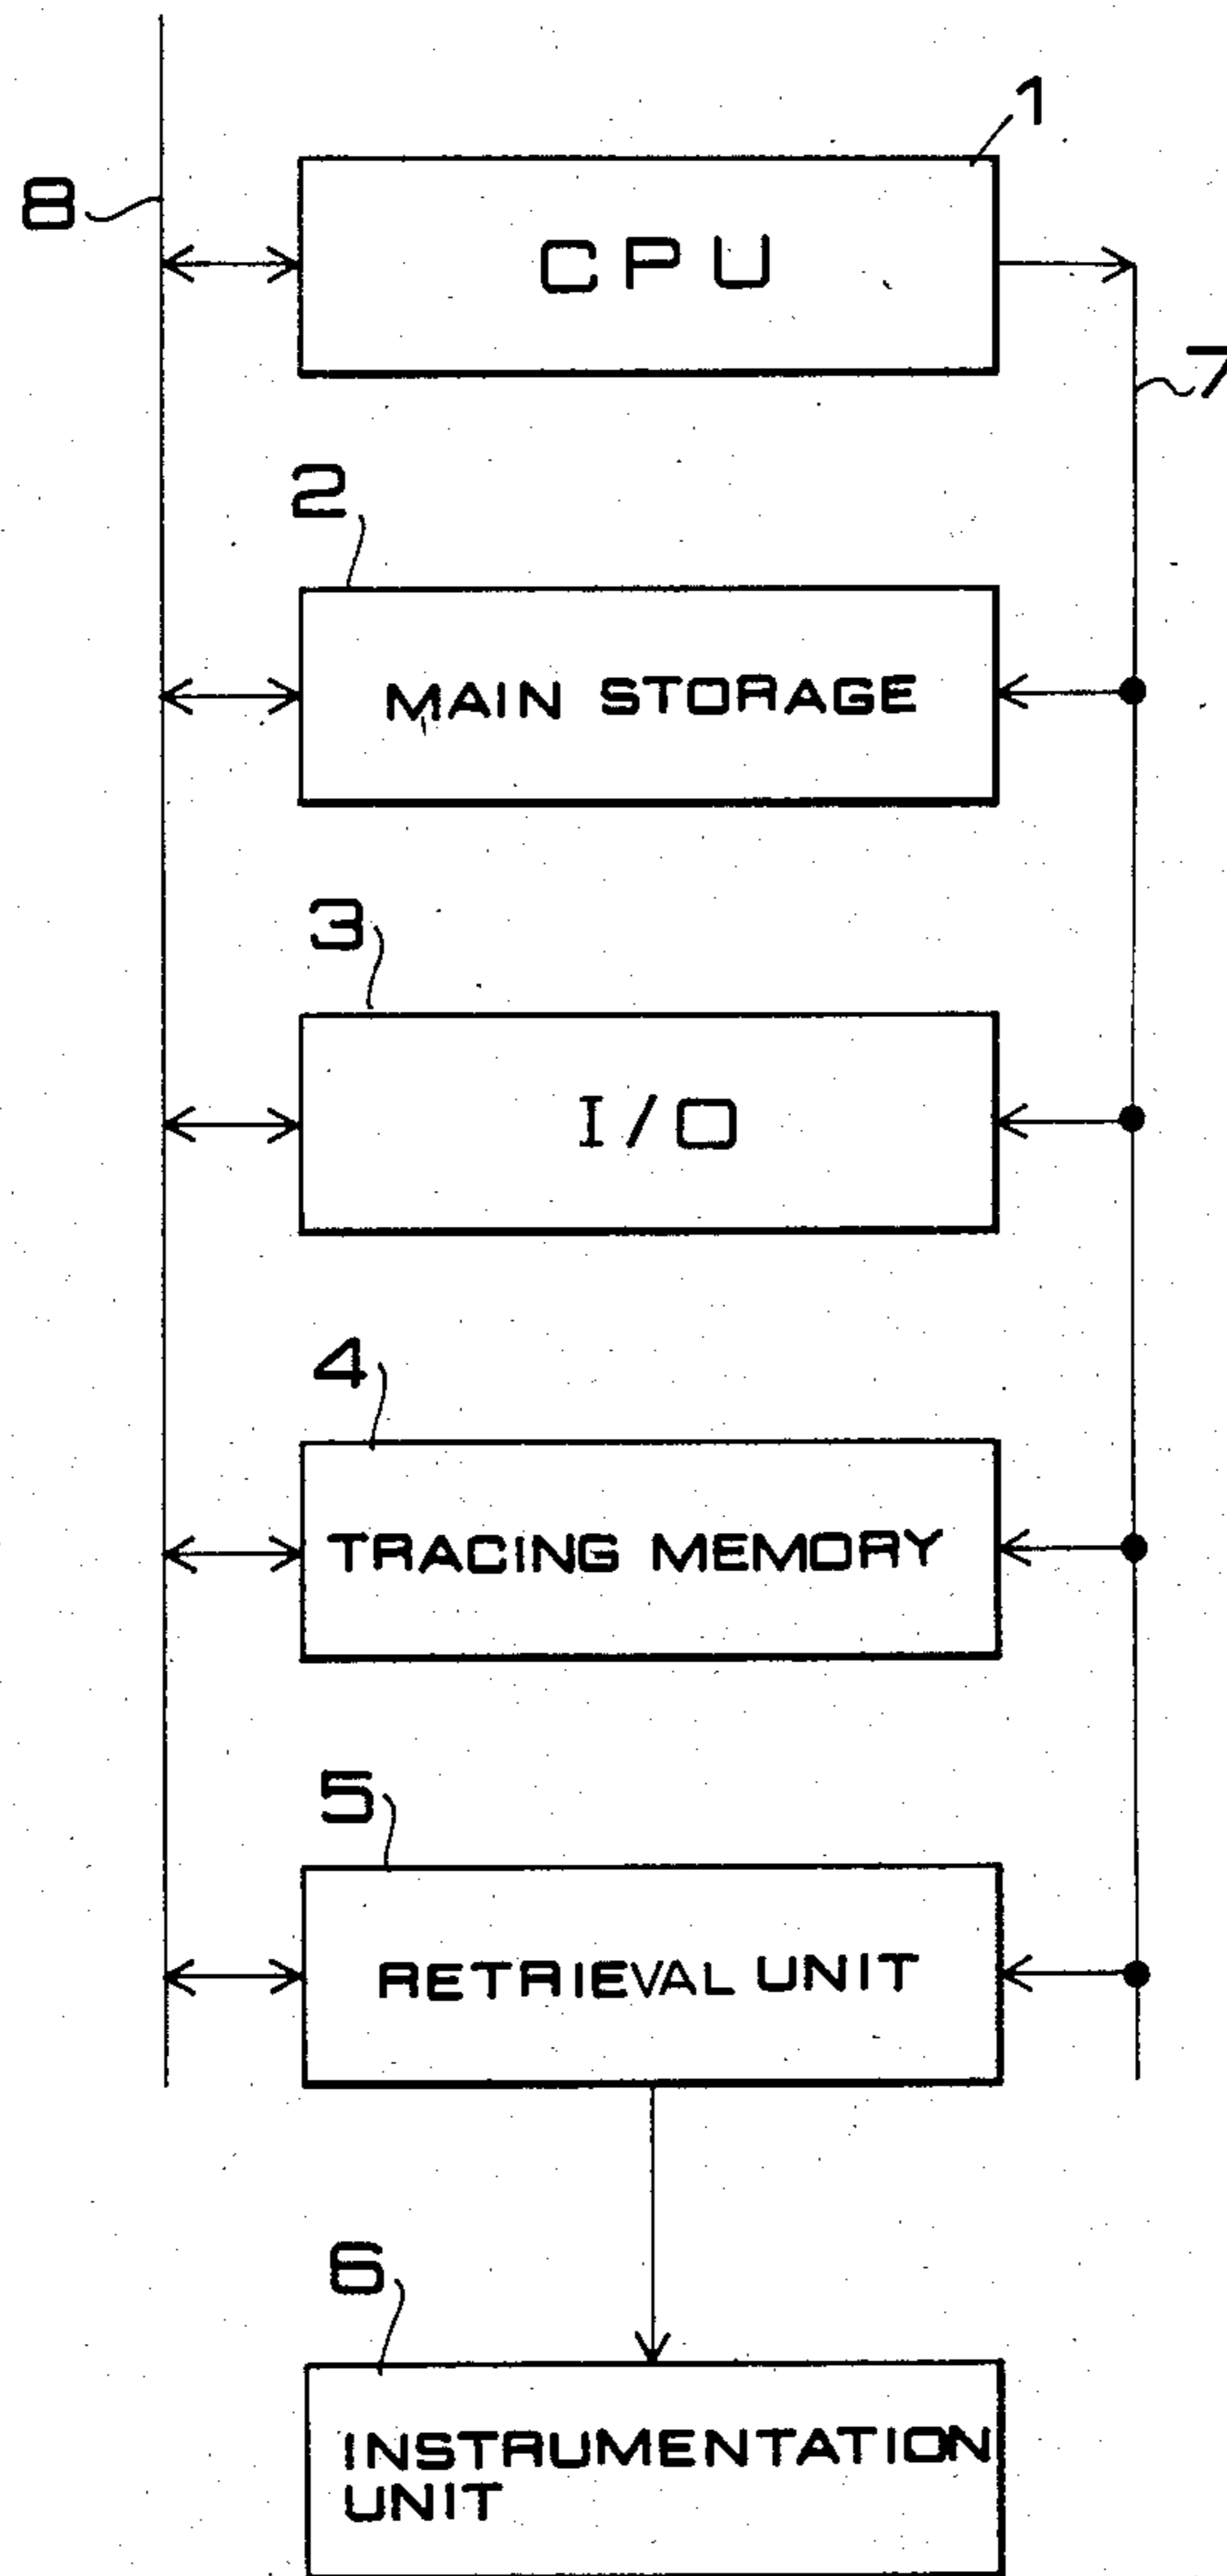 1
8
CPU
7
2
MAIN STORAGE
3
I/O
4
TRACING MEMORY
5
RETRIEVAL UNIT
6
INSTRUMENTATION
UNIT